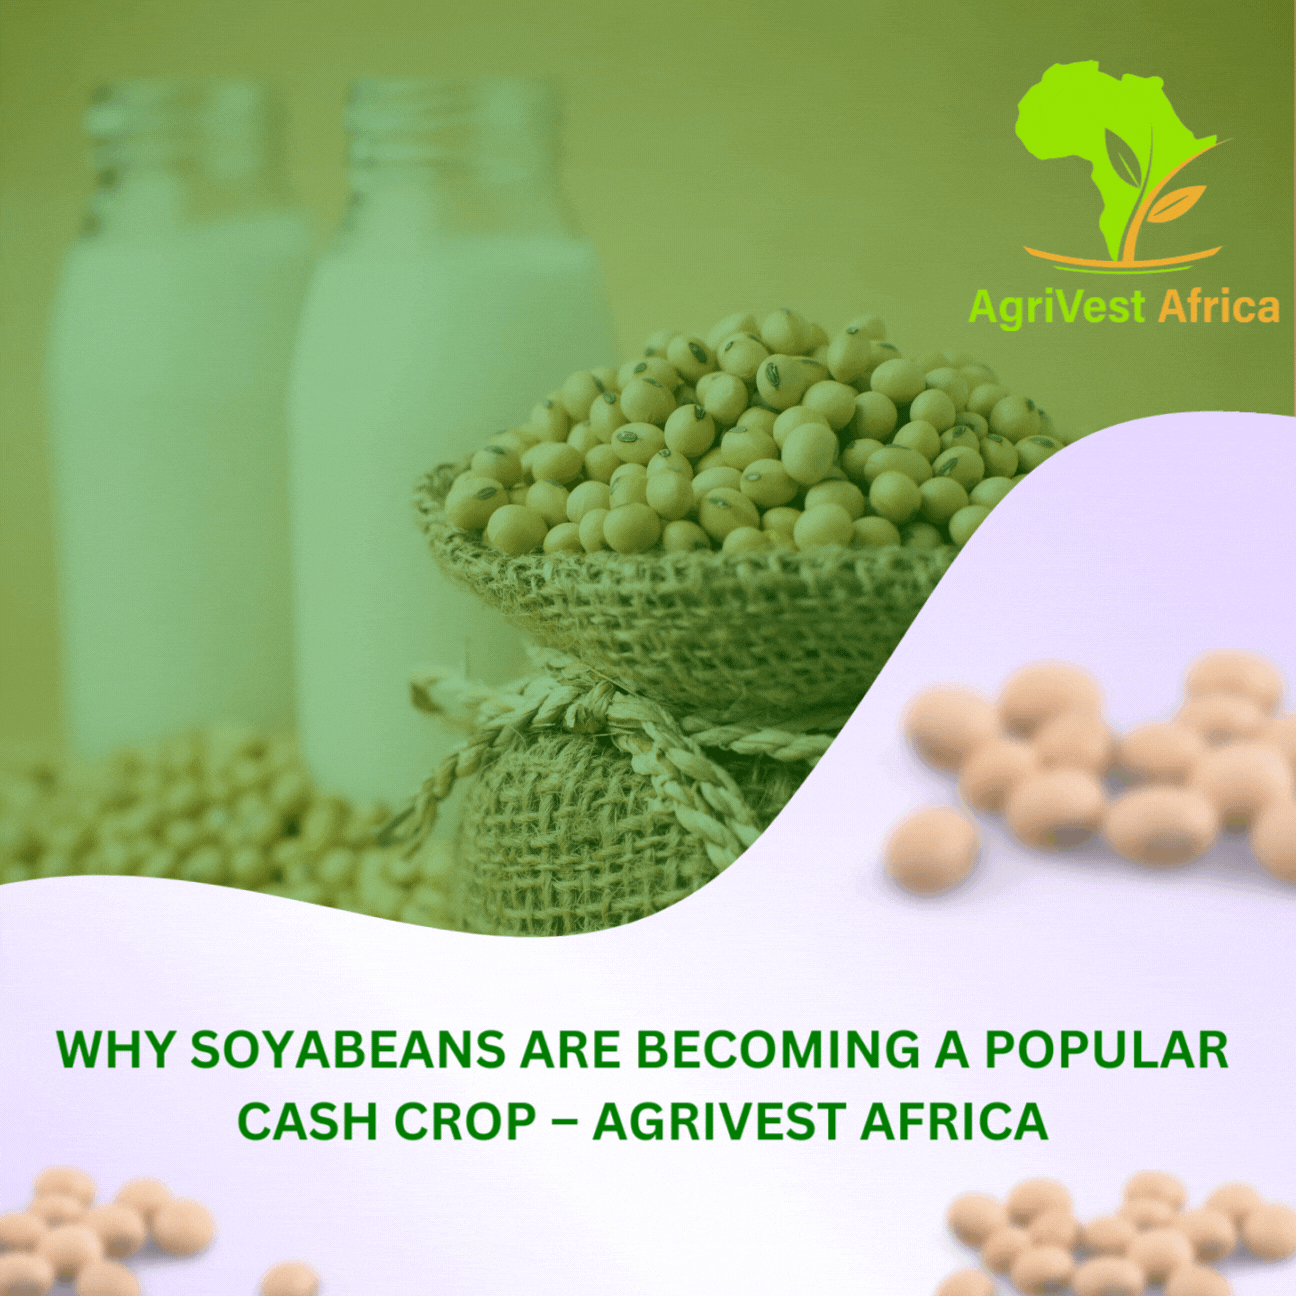 AgriVest Africa
WHY SOYABEANS ARE BECOMING A POPULAR
CASH CROP – AGRIVEST AFRICA